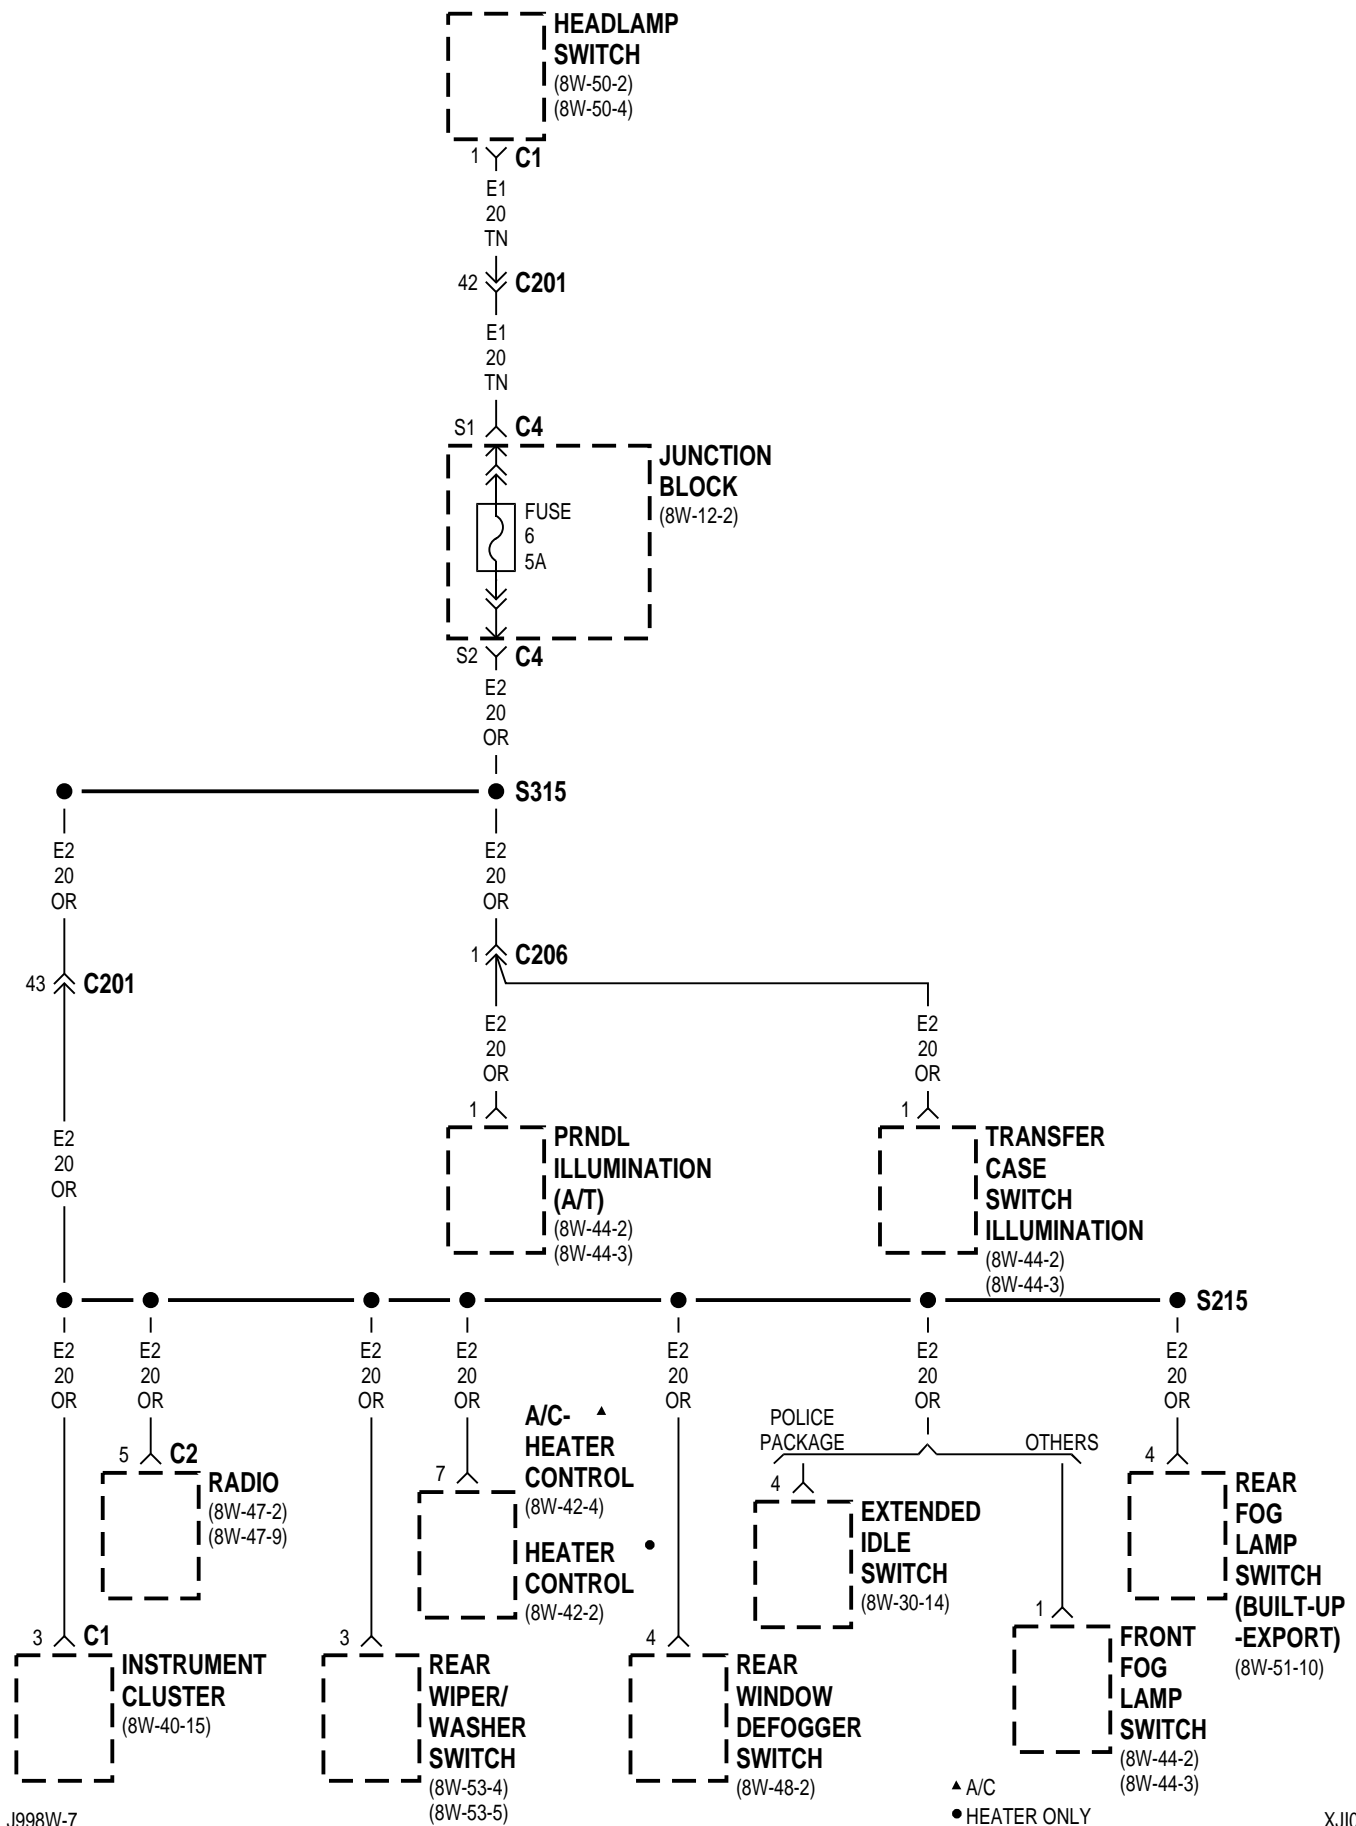 HEADLAMP
SWITCH
(8W-50-2)
(8W-50-4)
1 C1
E1
20
TN
42 C201
E1
20
TN
S1 C4
JUNCTION
BLOCK
(8W-12-2)
FUSE
6
5A
S2 C4
E2
20
OR
S315
E2
20
OR
E2
20
OR
1 C206
43 C201
E2
20
OR
E2
20
OR
1
PRNDL
ILLUMINATION
(A/T)
(8W-44-2)
(8W-44-3)
1
TRANSFER
CASE
SWITCH
ILLUMINATION
(8W-44-2)
(8W-44-3)
E2
20
OR
S215
E2
20
OR
E2
20
OR
E2
20
OR
E2
20
OR
E2
20
OR
E2
20
OR
E2
20
OR
5 C2
RADIO
(8W-47-2)
(8W-47-9)
7
A/C- ▲
HEATER
CONTROL
(8W-42-4)
HEATER ●
CONTROL
(8W-42-2)
POLICE
PACKAGE
OTHERS
4
EXTENDED
IDLE
SWITCH
(8W-30-14)
4
REAR
FOG
LAMP
SWITCH
(BUILT-UP
-EXPORT)
(8W-51-10)
3 C1
INSTRUMENT
CLUSTER
(8W-40-15)
3
REAR
WIPER/
WASHER
SWITCH
(8W-53-4)
(8W-53-5)
4
REAR
WINDOW
DEFOGGER
SWITCH
(8W-48-2)
1
FRONT
FOG
LAMP
SWITCH
(8W-44-2)
(8W-44-3)
▲ A/C
● HEATER ONLY
J998W-7